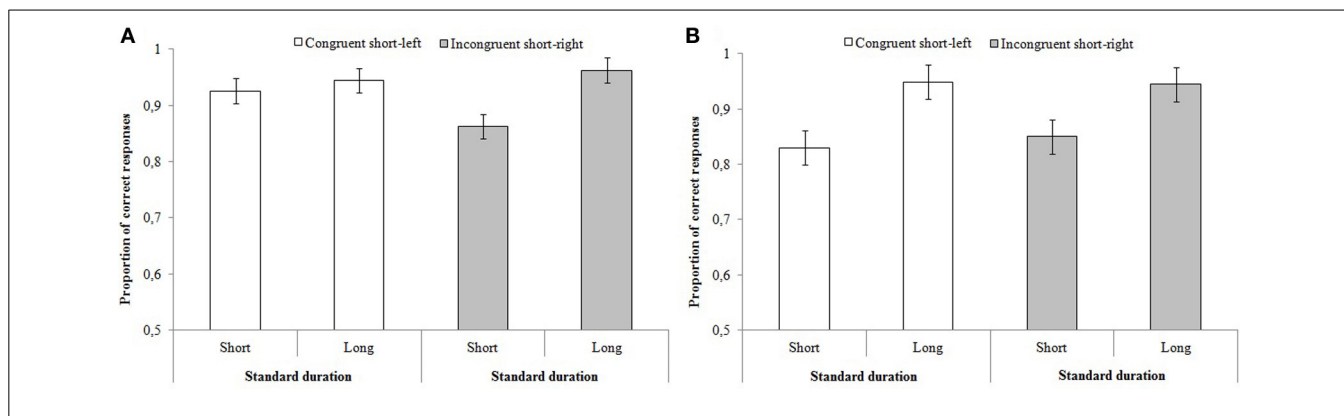 A
Congruent short-left
Incongruent short-right
Proportion of correct responses
1
0,9
0,8
0,7
0,6
0,5
Short
Long
Short
Long
Standard duration
Standard duration
B
Congruent short-left
Incongruent short-right
Proportion of correct responses
1
0,9
0,8
0,7
0,6
0,5
Short
Long
Short
Long
Standard duration
Standard duration